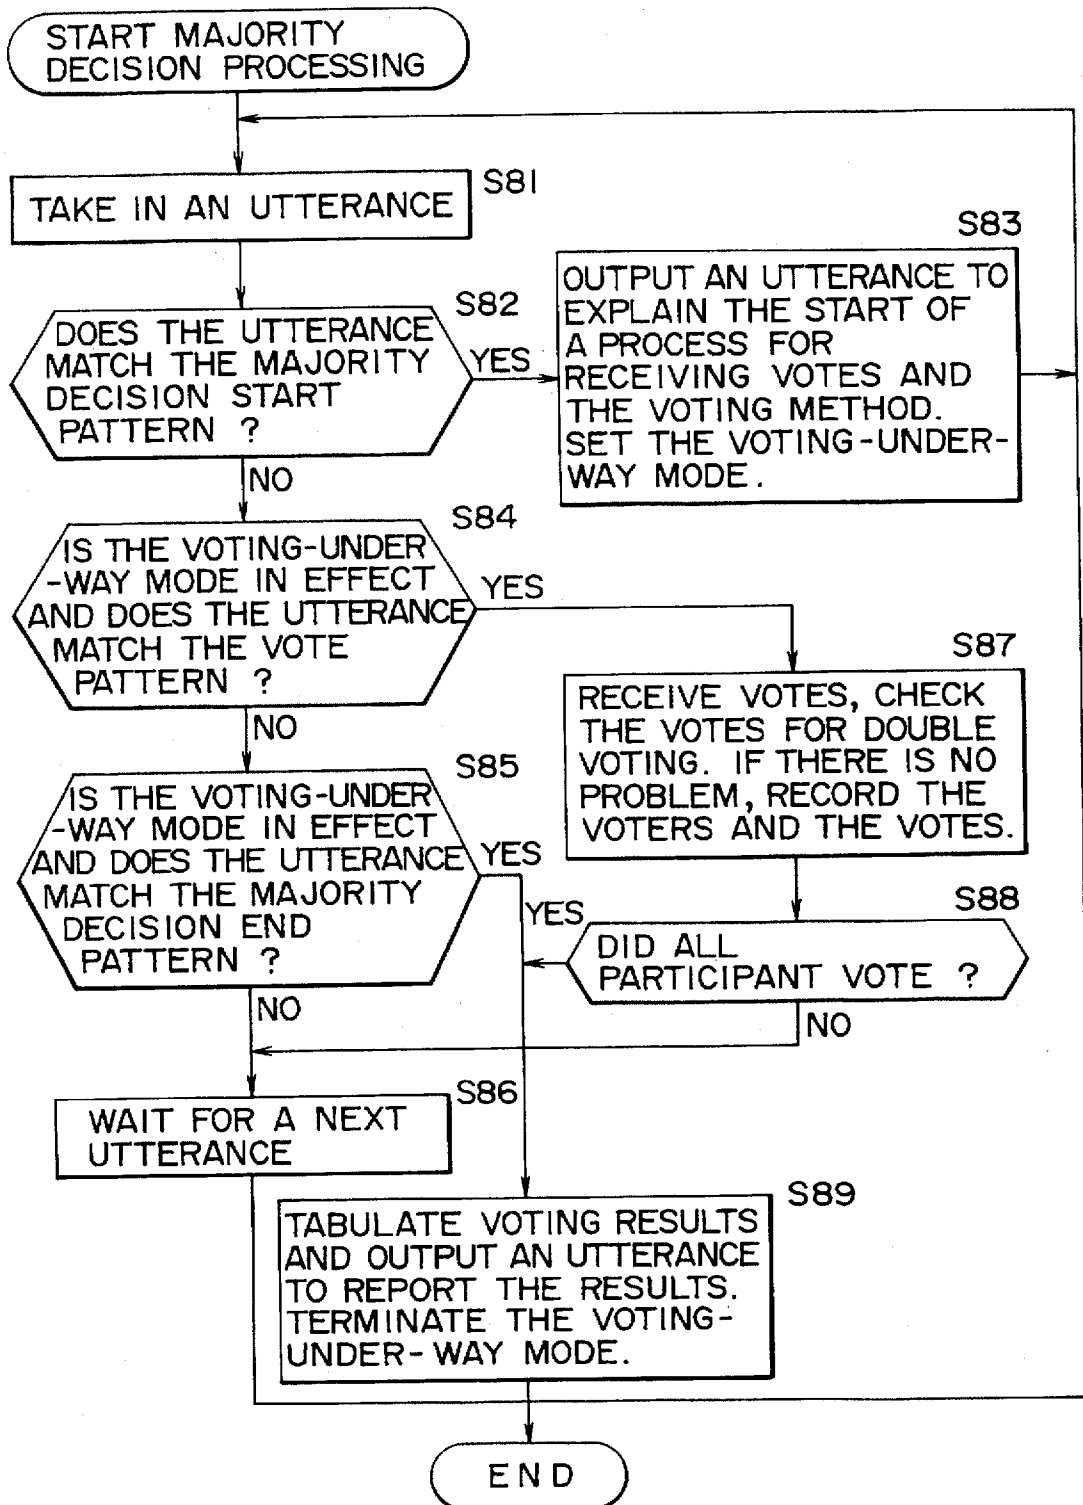 START MAJORITY
DECISION PROCESSING
S81
TAKE IN AN UTTERANCE
S82
DOES THE UTTERANCE
MATCH THE MAJORITY
DECISION START
PATTERN ?
YES
NO
S83
OUTPUT AN UTTERANCE TO
EXPLAIN THE START OF
A PROCESS FOR
RECEIVING VOTES AND
THE VOTING METHOD.
SET THE VOTING-UNDER-
WAY MODE.
S84
IS THE VOTING-UNDER
-WAY MODE IN EFFECT
AND DOES THE UTTERANCE
MATCH THE VOTE
PATTERN ?
YES
NO
S87
RECEIVE VOTES, CHECK
THE VOTES FOR DOUBLE
VOTING. IF THERE IS NO
PROBLEM, RECORD THE
VOTERS AND THE VOTES.
S85
IS THE VOTING-UNDER
-WAY MODE IN EFFECT
AND DOES THE UTTERANCE
MATCH THE MAJORITY
DECISION END
PATTERN ?
YES
NO
S88
DID ALL
PARTICIPANT VOTE ?
YES
NO
S86
WAIT FOR A NEXT
UTTERANCE
S89
TABULATE VOTING RESULTS
AND OUTPUT AN UTTERANCE
TO REPORT THE RESULTS.
TERMINATE THE VOTING-
UNDER-WAY MODE.
END